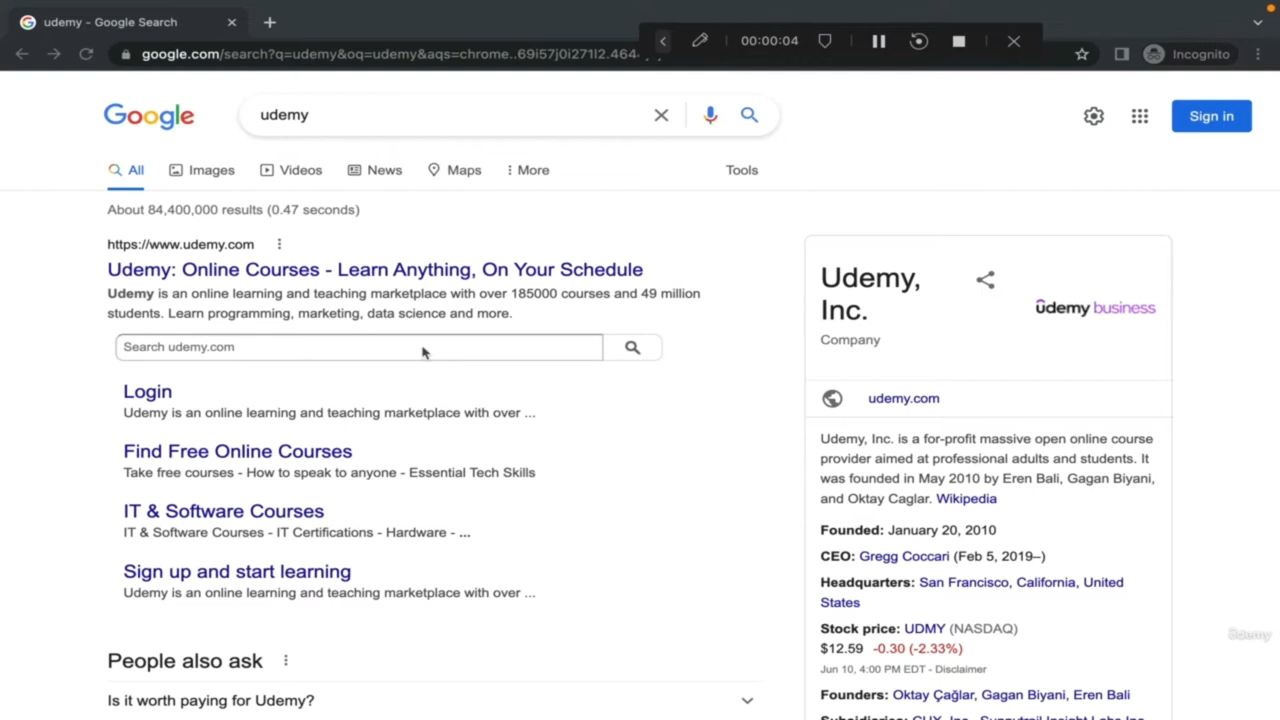 udemy - Google Search
00:00:04
google.com/search?q=udemy&oq=udemy&aqs=chrome..69i57j0i271l2.464
Incognito
Google
udemy
Sign in
All
Images
Videos
News
Maps
More
Tools
About 84,400,000 results (0.47 seconds)
https://www.udemy.com
Udemy: Online Courses - Learn Anything, On Your Schedule
Udemy is an online learning and teaching marketplace with over 185000 courses and 49 million
students. Learn programming, marketing, data science and more.
Search udemy.com
Login
Udemy is an online learning and teaching marketplace with over ...
Find Free Online Courses
Take free courses - How to speak to anyone - Essential Tech Skills
IT & Software Courses
IT & Software Courses - IT Certifications - Hardware - ...
Sign up and start learning
Udemy is an online learning and teaching marketplace with over ...
People also ask
Is it worth paying for Udemy?
Udemy,
Inc.
Company
udemy business
udemy.com
Udemy, Inc. is a for-profit massive open online course
provider aimed at professional adults and students. It
was founded in May 2010 by Eren Bali, Gagan Biyani,
and Oktay Caglar. Wikipedia
Founded: January 20, 2010
CEO: Gregg Coccari (Feb 5, 2019–)
Headquarters: San Francisco, California, United
States
Stock price: UDMY (NASDAQ)
$12.59 -0.30 (-2.33%)
Jun 10, 4:00 PM EDT - Disclaimer
Founders: Oktay Çağlar, Gagan Biyani, Eren Bali
Udemy